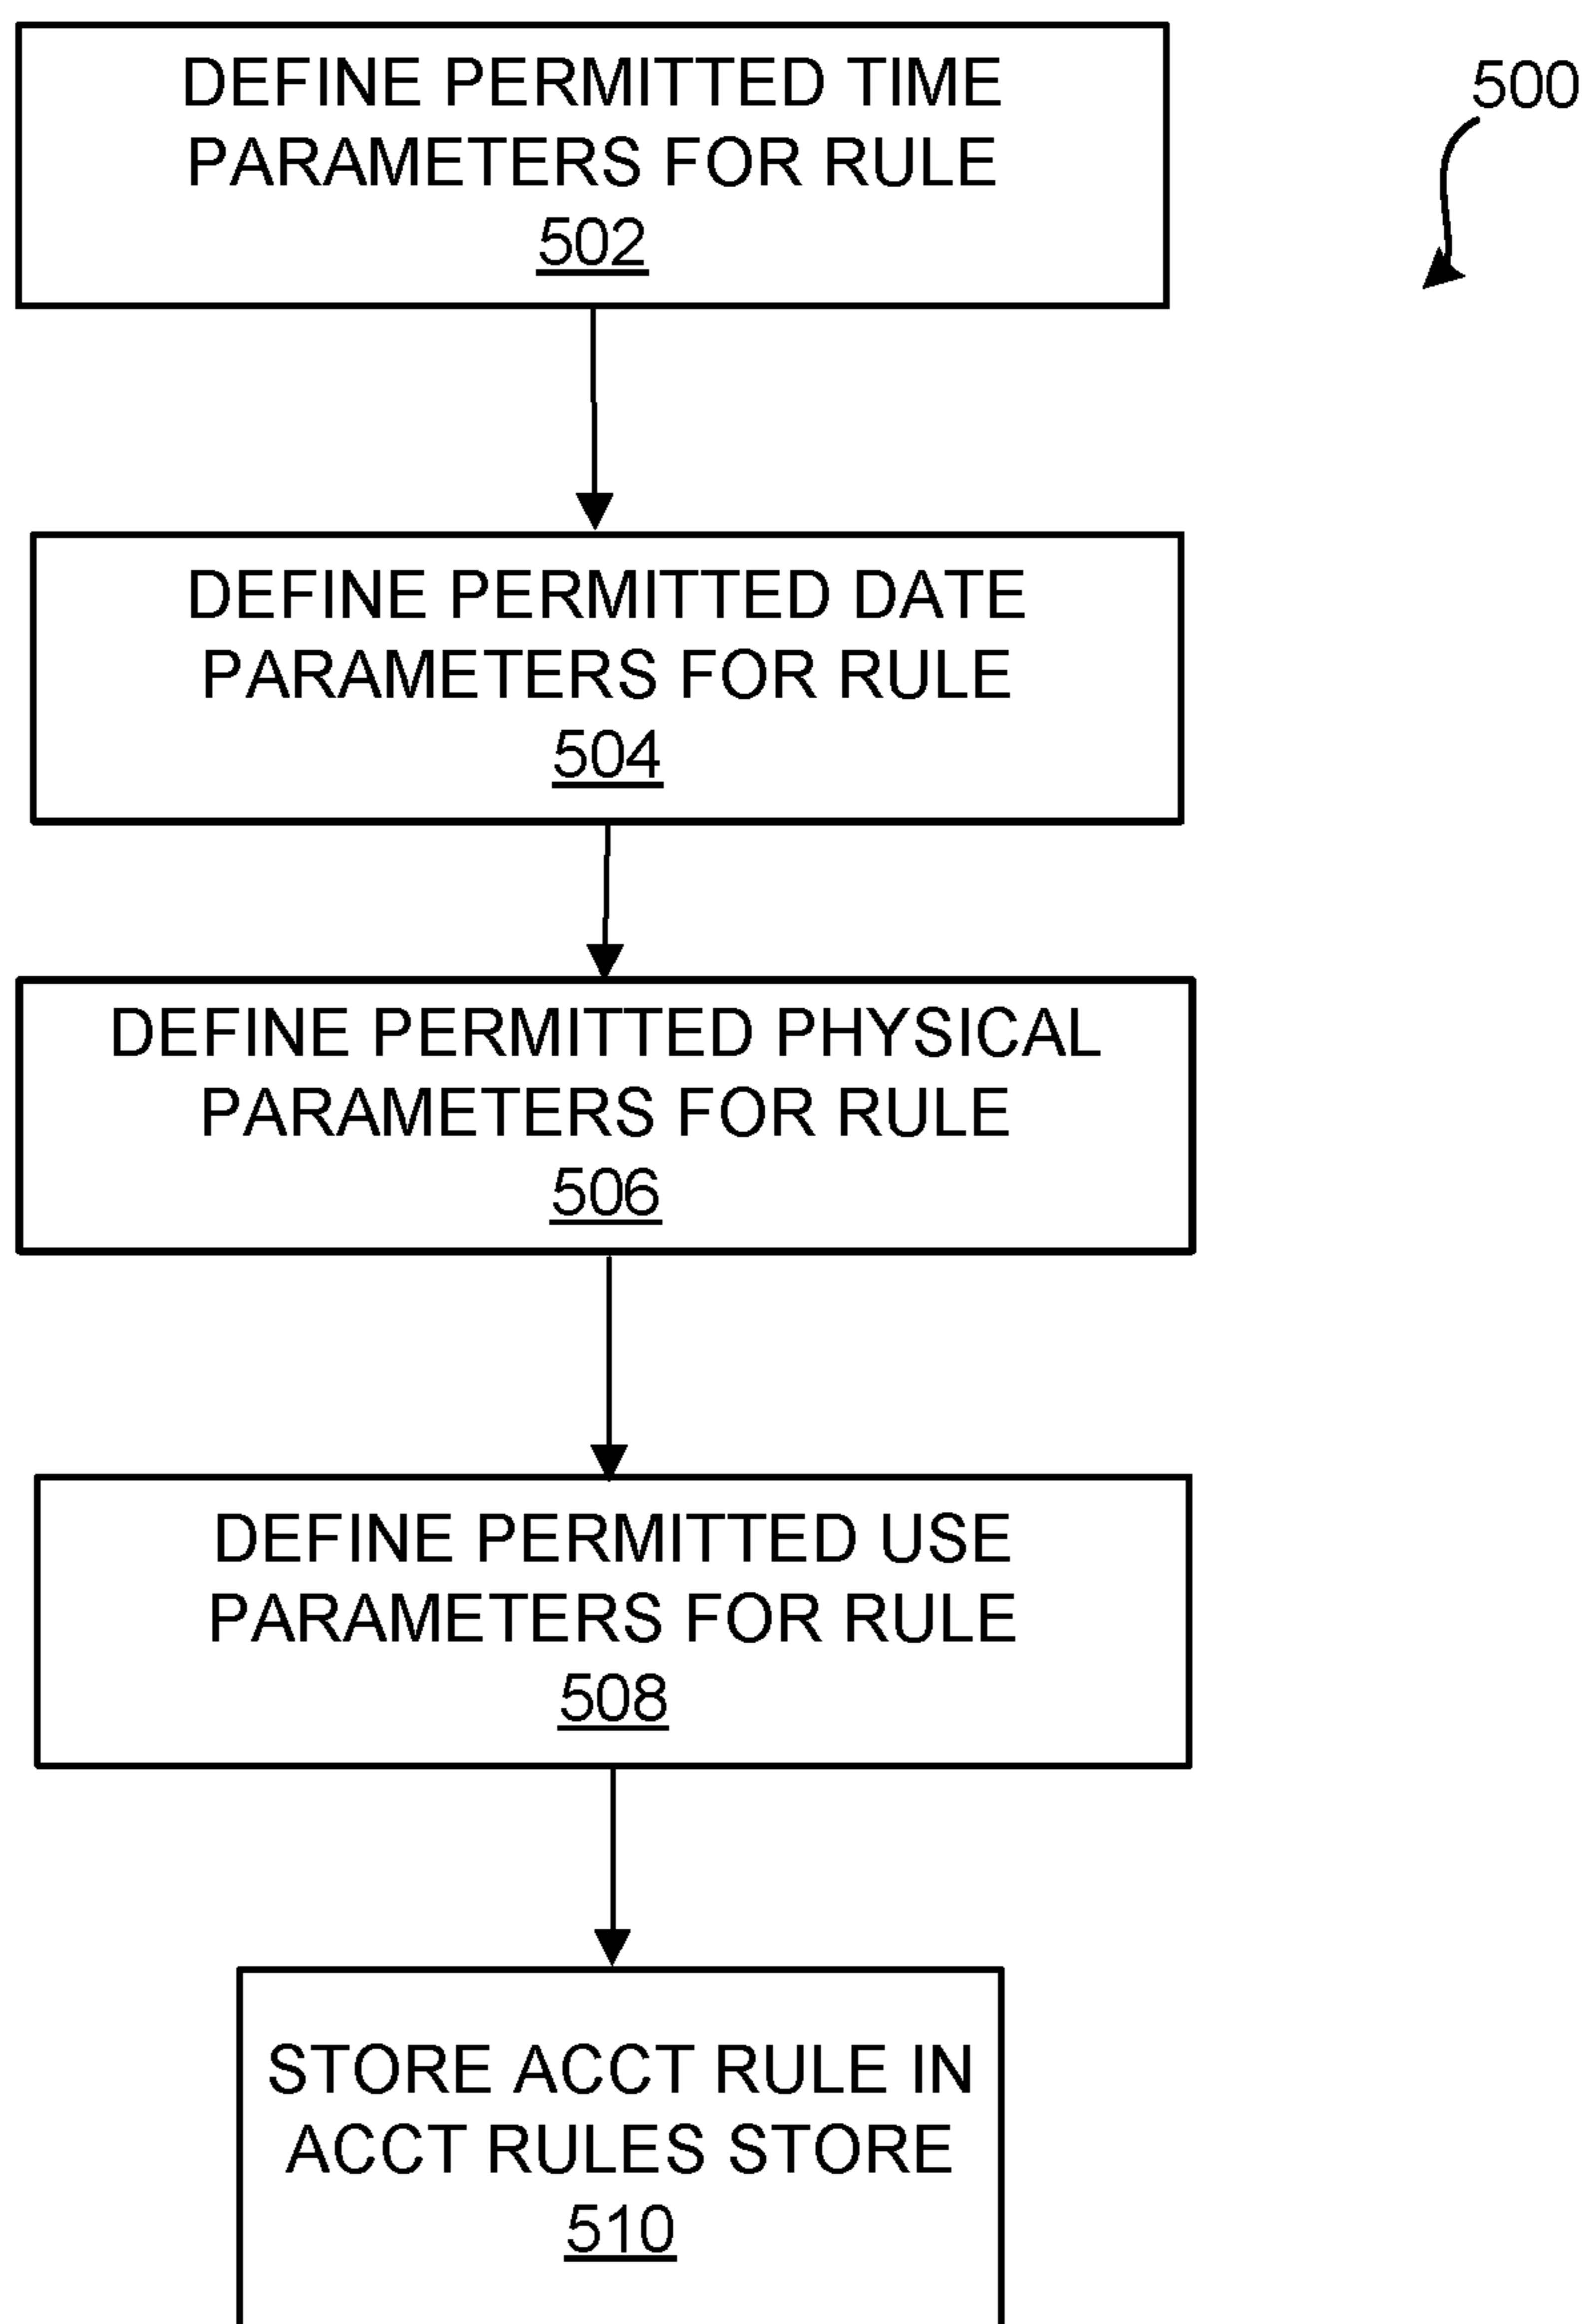 DEFINE PERMITTED TIME
PARAMETERS FOR RULE
502
500
DEFINE PERMITTED DATE
PARAMETERS FOR RULE
504
DEFINE PERMITTED PHYSICAL
PARAMETERS FOR RULE
506
DEFINE PERMITTED USE
PARAMETERS FOR RULE
508
STORE ACCT RULE IN
ACCT RULES STORE
510